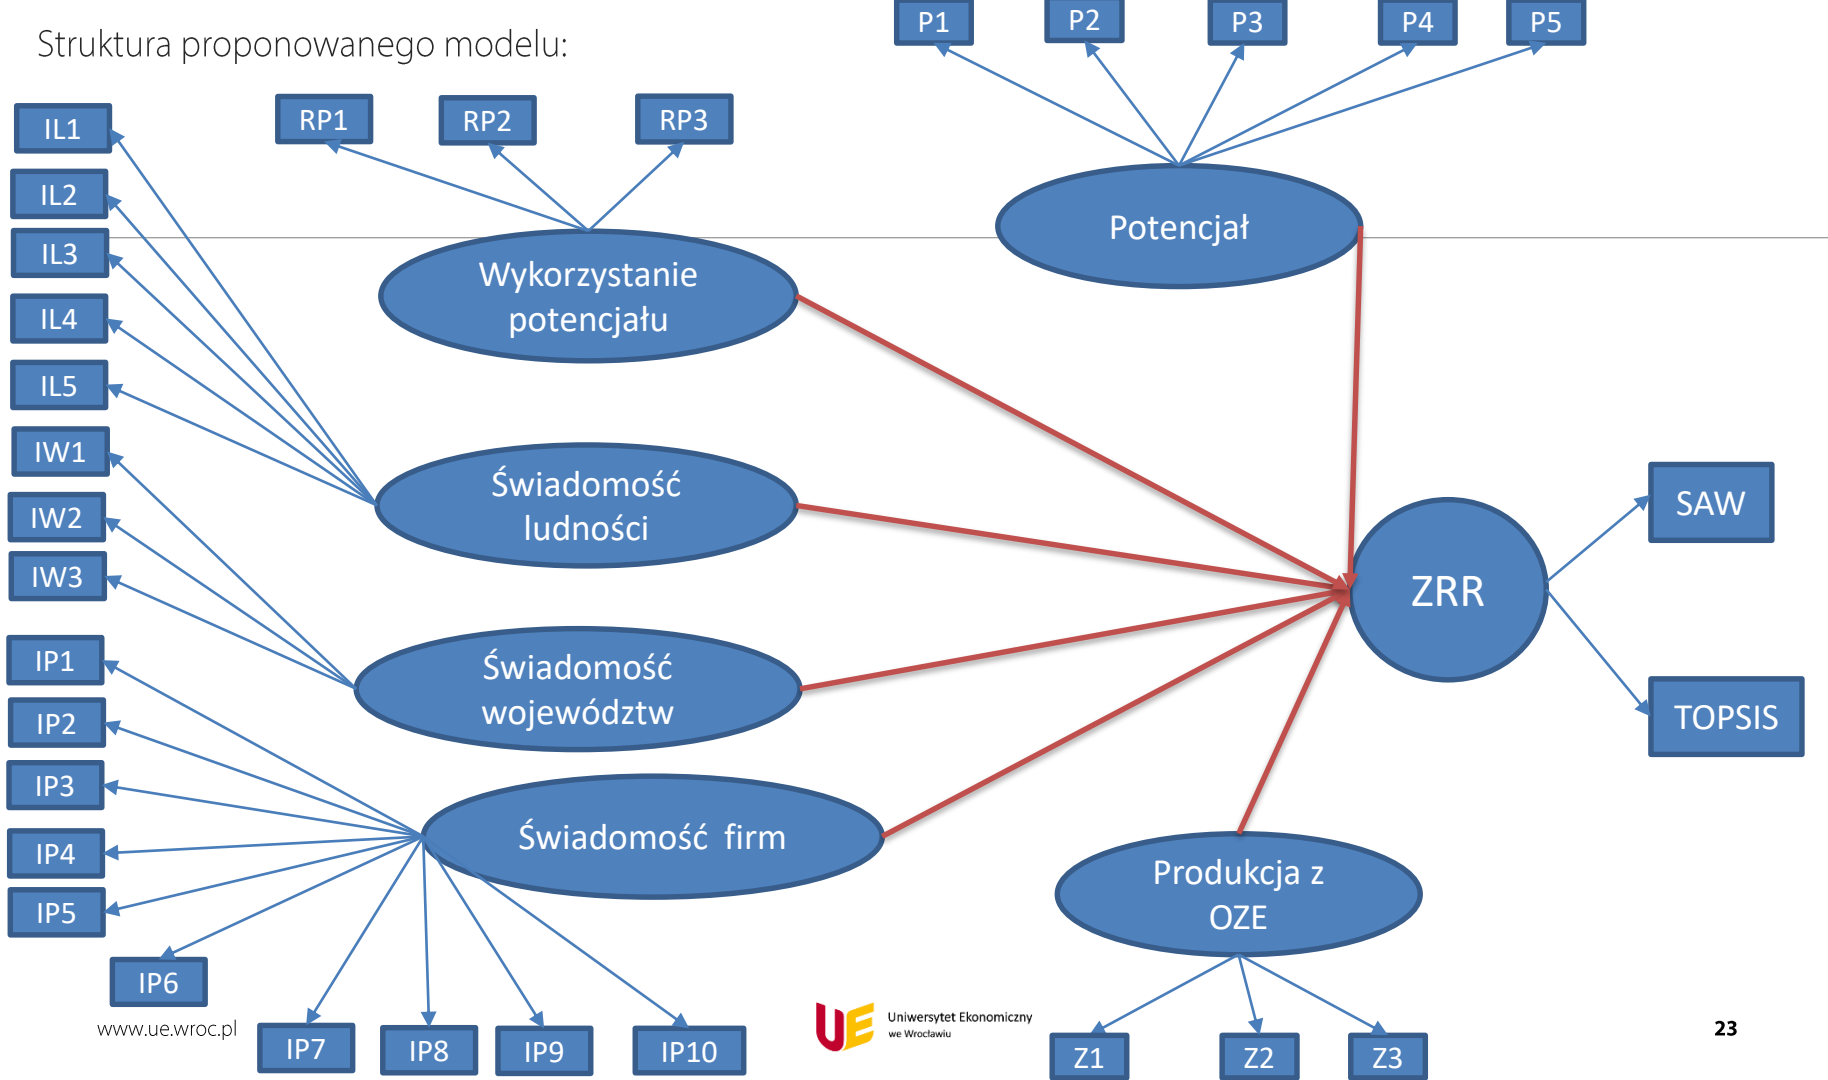 Struktura proponowanego modelu:
P1
P2
P3
P4
P5
RP1
RP2
RP3
IL1
IL2
IL3
IL4
IL5
IW1
IW2
IW3
IP1
IP2
IP3
IP4
IP5
IP6
IP7
IP8
IP9
IP10
Potencjał
Wykorzystanie
potencjału
Świadomość
ludności
Świadomość
województw
Świadomość firm
Produkcja z
OZE
ZRR
SAW
TOPSIS
Z1
Z2
Z3
www.ue.wroc.pl
UE
Uniwersytet Ekonomiczny
we Wrocławiu
23